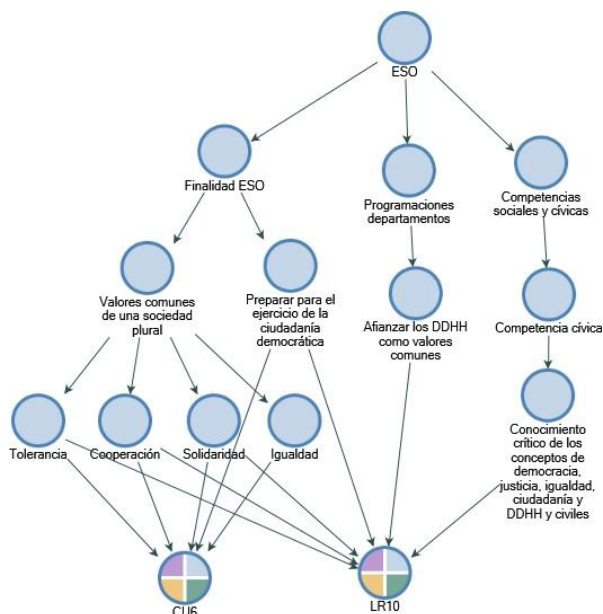 ESO
Finalidad ESO
Programaciones
departamentos
Competencias
sociales y cívicas
Valores comunes
de una sociedad
plural
Preparar para el
ejercicio de la
ciudadanía
democrática
Afianzar los DDHH
como valores
comunes
Competencia cívica
Tolerancia
Cooperación
Solidaridad
Igualdad
Conocimiento
crítico de los
conceptos de
democracia,
justicia, igualdad,
ciudadanía y
DDHH y civiles
CU6
LR10